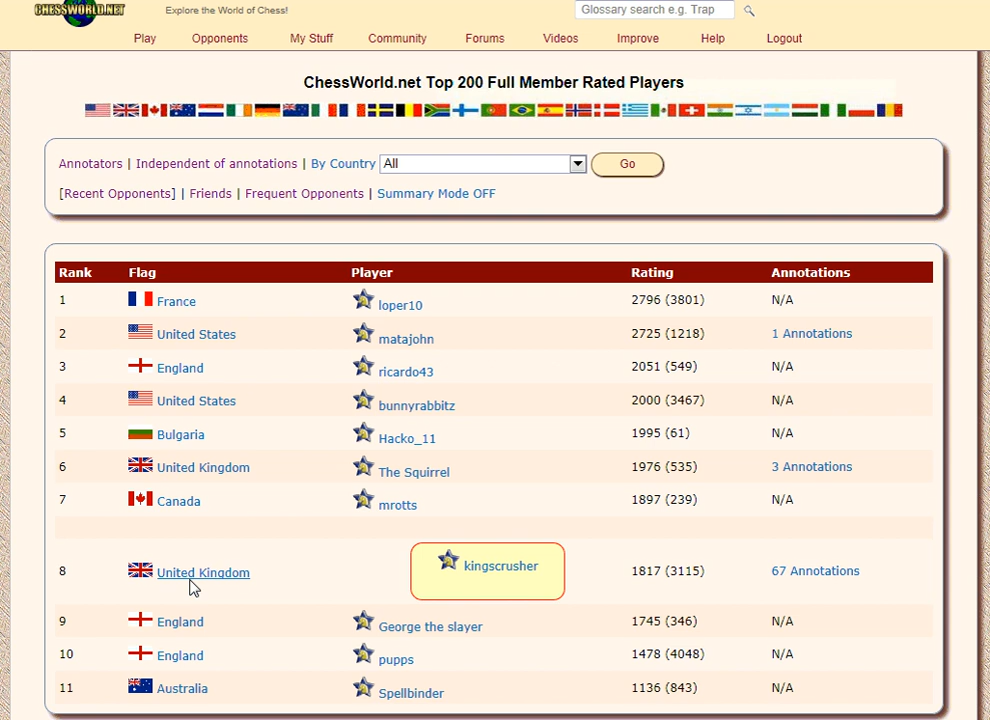 CHESSWORLD.NET
Explore the World of Chess!
Glossary search e.g. Trap
Play Opponents My Stuff Community Forums Videos Improve Help Logout
ChessWorld.net Top 200 Full Member Rated Players
Annotators | Independent of annotations | By Country All Go
[Recent Opponents] | Friends | Frequent Opponents | Summary Mode OFF
Rank Flag Player Rating Annotations
1 France loper10 2796 (3801) N/A
2 United States matajohn 2725 (1218) 1 Annotations
3 England ricardo43 2051 (549) N/A
4 United States bunnyrabbitz 2000 (3467) N/A
5 Bulgaria Hacko_11 1995 (61) N/A
6 United Kingdom The Squirrel 1976 (535) 3 Annotations
7 Canada mrotts 1897 (239) N/A
8 United Kingdom kingscrusher 1817 (3115) 67 Annotations
9 England George the slayer 1745 (346) N/A
10 England pupps 1478 (4048) N/A
11 Australia Spellbinder 1136 (843) N/A